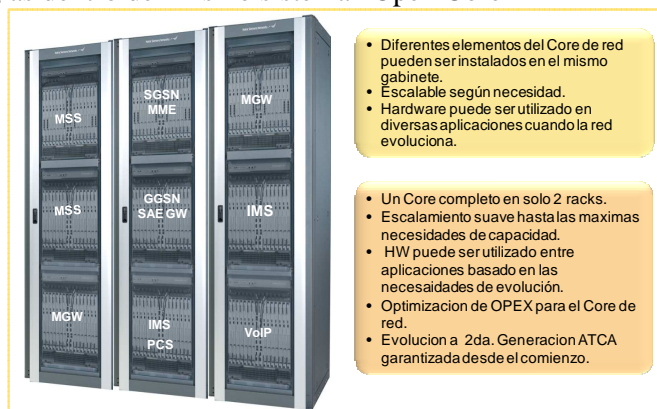 MSS
SGSN
MME
MGW
MSS
GGSN
SAE GW
IMS
MGW
IMS
PCS
VoIP
• Diferentes elementos del Core de red
pueden ser instalados en el mismo
gabinete.
• Escalable según necesidad.
• Hardware puede ser utilizado en
diversas aplicaciones cuando la red
evoluciona.
• Un Core completo en solo 2 racks.
• Escalamiento suave hasta las maximas
necesidades de capacidad.
• HW puede ser utilizado entre
aplicaciones basado en las
necesaidades de evolución.
• Optimizacion de OPEX para el Core de
red.
• Evolucion a 2da. Generacion ATCA
garantizada desde el comienzo.